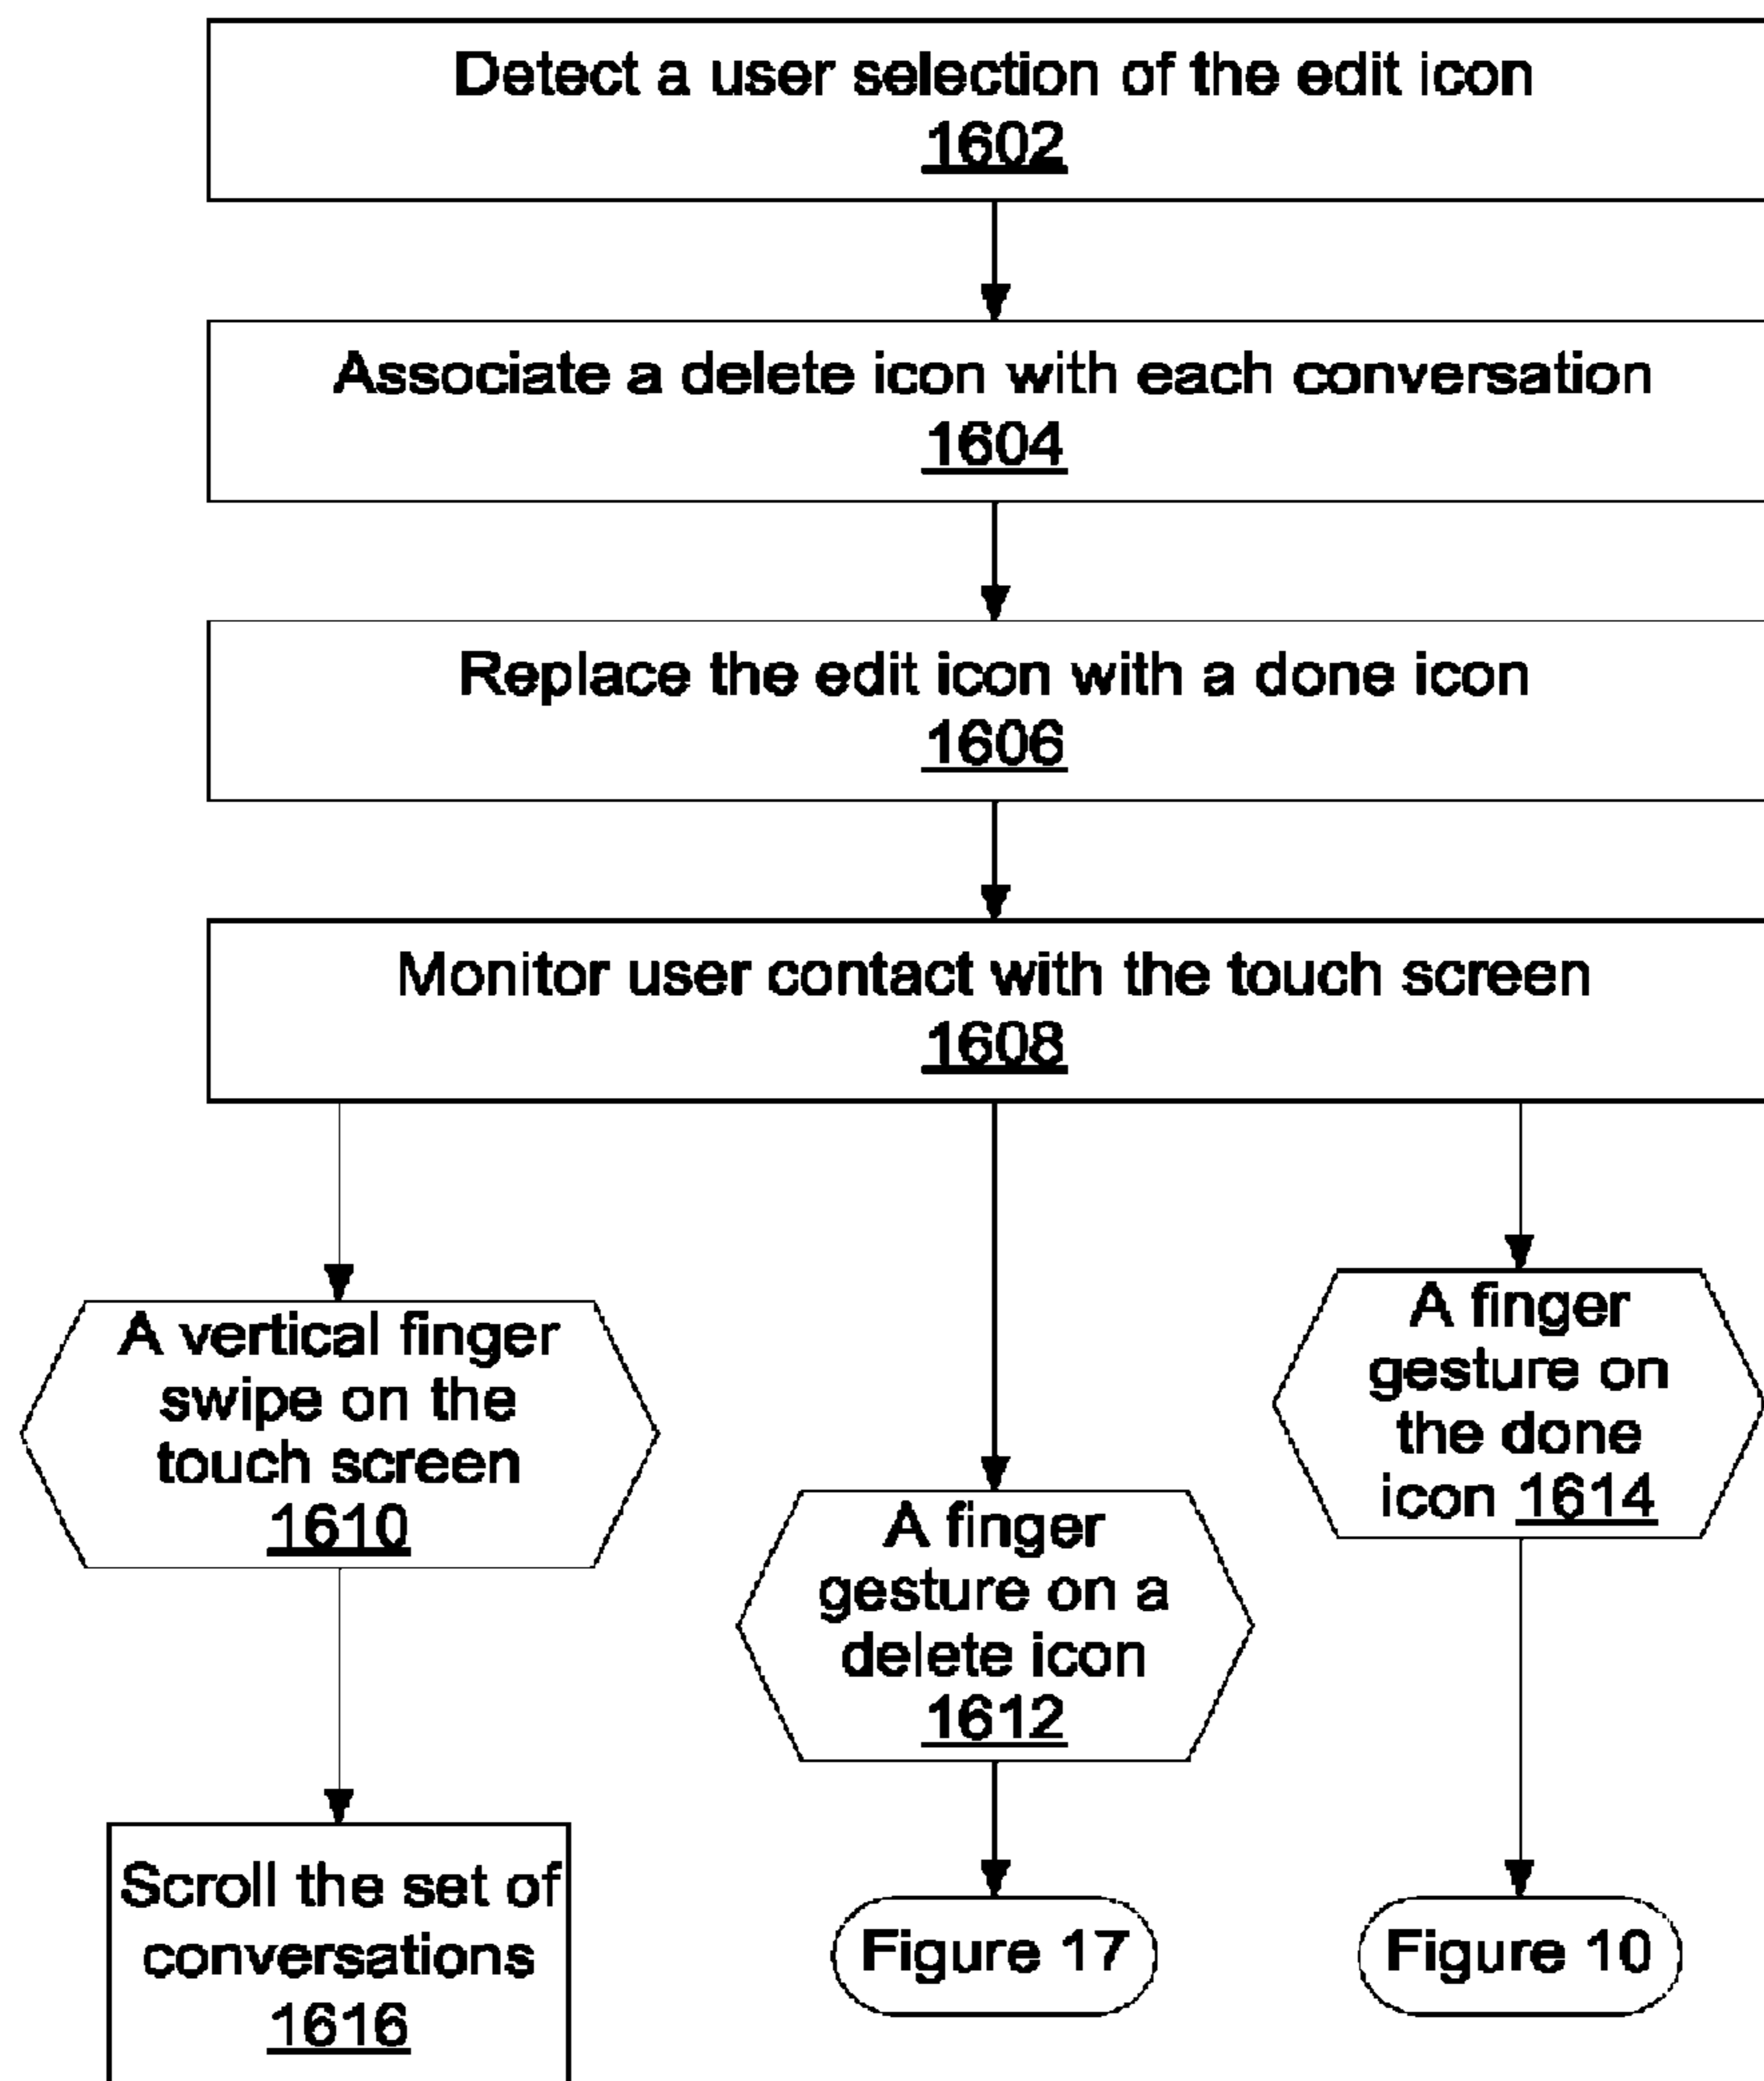 Detect a user selection of the edit icon
1602
Associate a delete icon with each conversation
1604
Replace the edit icon with a done icon
1606
Monitor user contact with the touch screen
1608
A vertical finger
swipe on the
touch screen
1610
A finger
gesture on a
delete icon
1612
A finger
gesture on
the done
icon 1614
Scroll the set of
conversations
1616
Figure 17
Figure 10